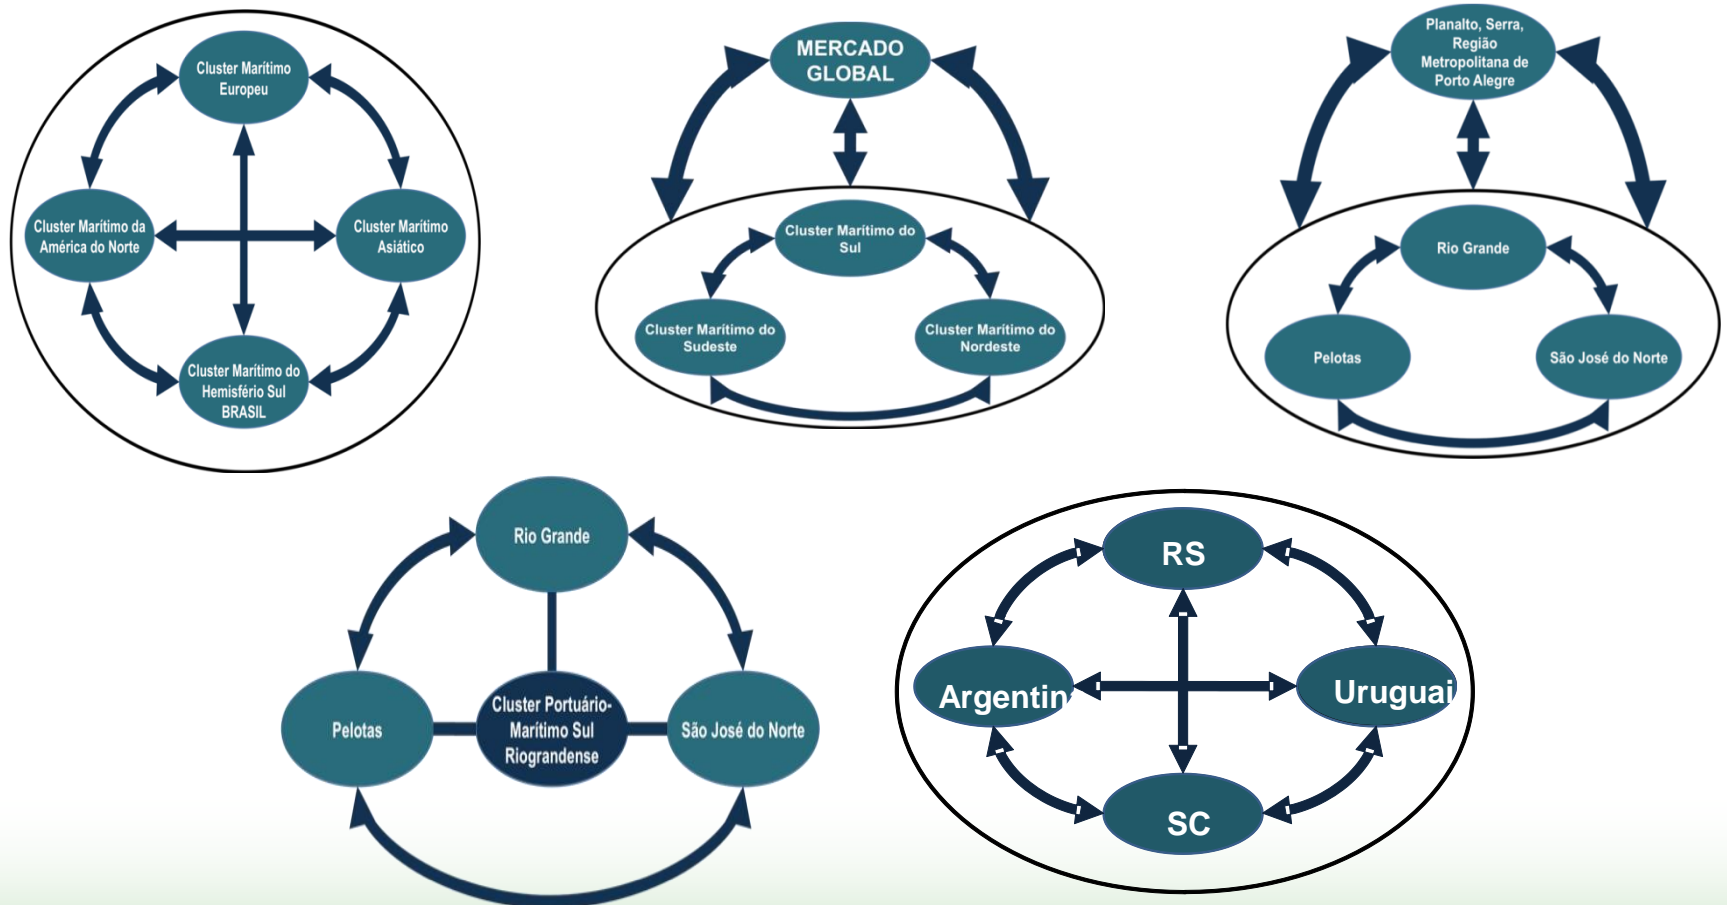 Cluster Marítimo
Europeu
Cluster Marítimo da
América do Norte
Cluster Marítimo
Asiático
Cluster Marítimo do
Hemisfério Sul
BRASIL
MERCADO
GLOBAL
Cluster Marítimo do
Sul
Cluster Marítimo do
Sudeste
Cluster Marítimo do
Nordeste
Planalto, Serra,
Região
Metropolitana de
Porto Alegre
Rio Grande
Pelotas
São José do Norte
Rio Grande
Pelotas
Cluster Portuário-
Marítimo Sul
Riograndense
São José do Norte
RS
Argentina
Uruguai
SC